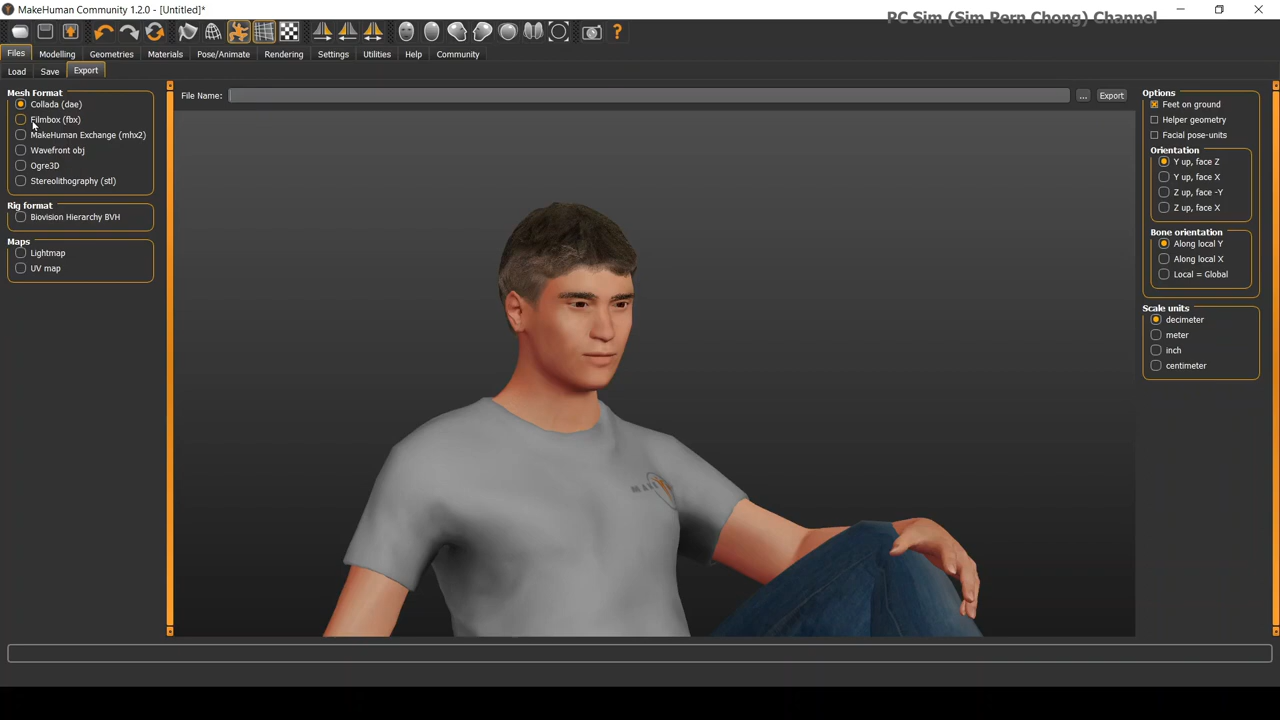 MakeHuman Community 1.2.0 - [Untitled]*
PC Sim (Sim Pern Chong) Channel
Files Modelling Geometries Materials Pose/Animate Rendering Settings Utilities Help Community
Load Save Export
Mesh Format
Collada (dae)
Filmbox (fbx)
MakeHuman Exchange (mhx2)
Wavefront obj
Ogre3D
Stereolithography (stl)
Rig format
Biovision Hierarchy BVH
Maps
Lightmap
UV map
File Name:
... Export
Options
Feet on ground
Helper geometry
Facial pose-units
Orientation
Y up, face Z
Y up, face X
Z up, face -Y
Z up, face X
Bone orientation
Along local Y
Along local X
Local = Global
Scale units
decimeter
meter
inch
centimeter